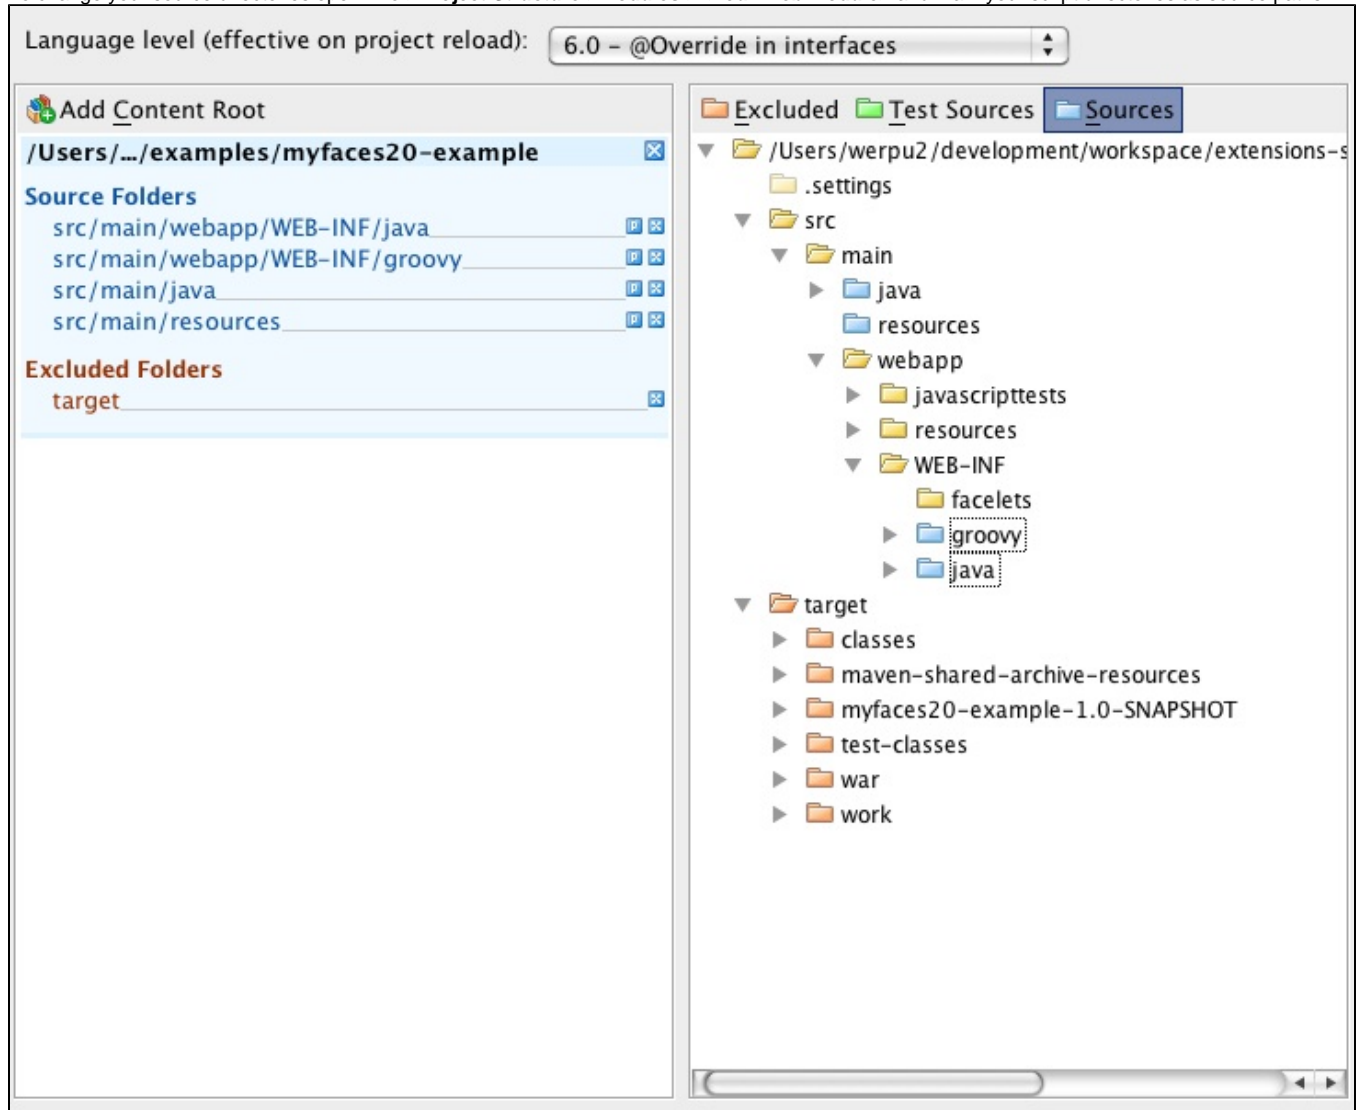 Language level (effective on project reload):
6.0 – @Override in interfaces
Add Content Root
/Users/.../examples/myfaces20-example
Source Folders
src/main/webapp/WEB-INF/java
src/main/webapp/WEB-INF/groovy
src/main/java
src/main/resources
Excluded Folders
target
Excluded Test Sources Sources
/Users/werpu2/development/workspace/extensions-s
.settings
src
main
java
resources
webapp
javascripttests
resources
WEB-INF
facelets
groovy
java
target
classes
maven-shared-archive-resources
myfaces20-example-1.0-SNAPSHOT
test-classes
war
work